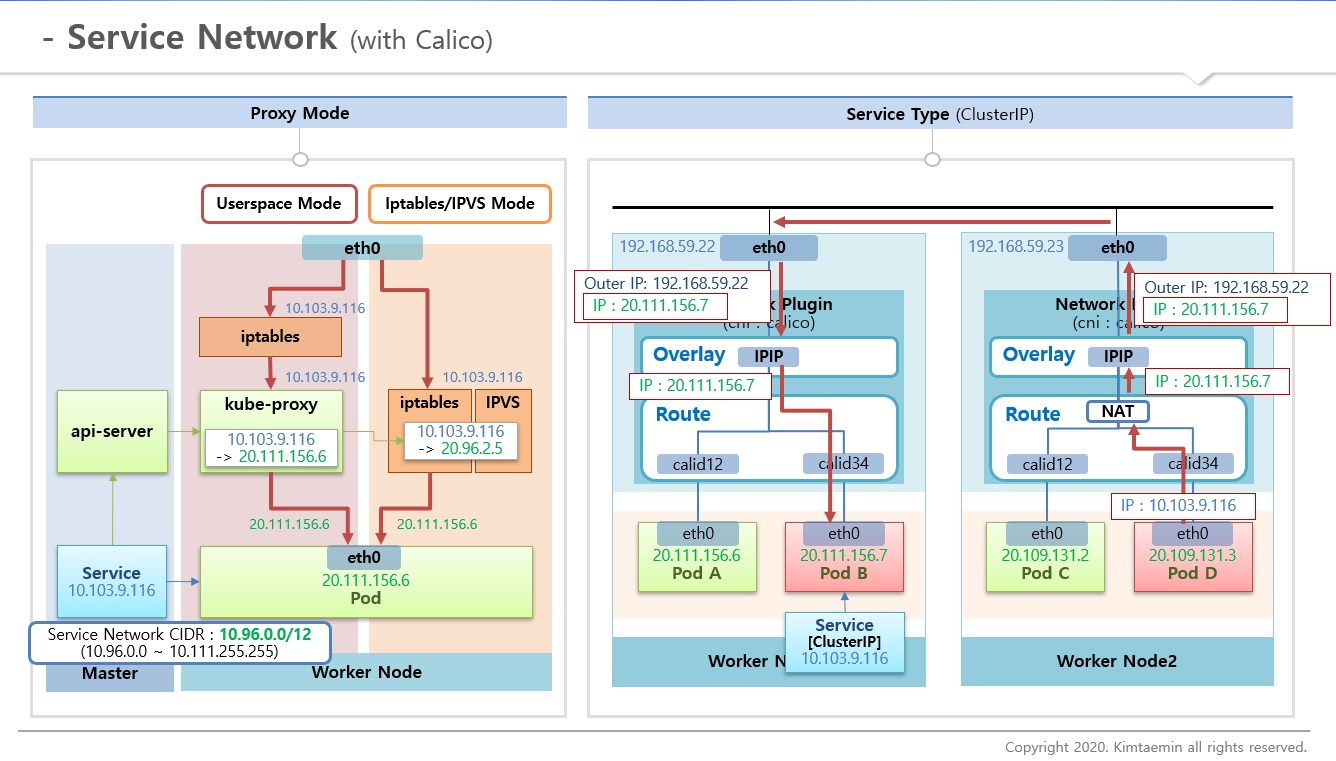 - Service Network (with Calico)
Proxy Mode
Userspace Mode
Iptables/IPVS Mode
eth0
10.103.9.116
iptables
10.103.9.116
10.103.9.116
kube-proxy
10.103.9.116
-> 20.111.156.6
iptables
IPVS
10.103.9.116
-> 20.96.2.5
api-server
20.111.156.6
20.111.156.6
eth0
20.111.156.6
Pod
Service
10.103.9.116
Service Network CIDR : 10.96.0.0/12
(10.96.0.0 ~ 10.111.255.255)
Master
Worker Node
Service Type (ClusterIP)
192.168.59.22
eth0
Outer IP: 192.168.59.22
IP : 20.111.156.7
Plugin
(cni : calico)
Overlay
IPIP
IP : 20.111.156.7
Route
calid12
calid34
eth0
20.111.156.6
Pod A
eth0
20.111.156.7
Pod B
Service
[ClusterIP]
10.103.9.116
Worker
192.168.59.23
eth0
Outer IP: 192.168.59.22
IP : 20.111.156.7
Network
(cni : calico)
Overlay
IPIP
IP : 20.111.156.7
Route
NAT
calid12
calid34
IP : 10.103.9.116
eth0
20.109.131.2
Pod C
eth0
20.109.131.3
Pod D
Worker Node2
Copyright 2020. Kimtaemin all rights reserved.